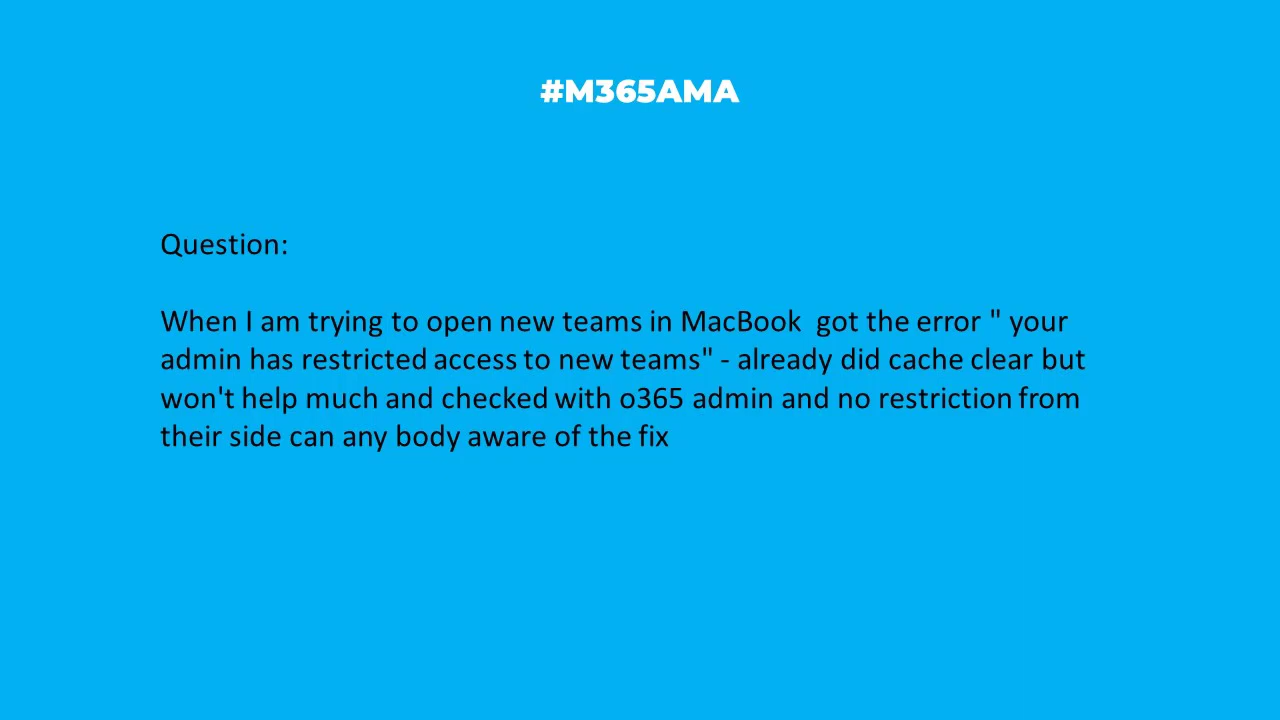 #M365AMA
Question:
When I am trying to open new teams in MacBook  got the error " your
admin has restricted access to new teams" - already did cache clear but
won't help much and checked with o365 admin and no restriction from
their side can any body aware of the fix